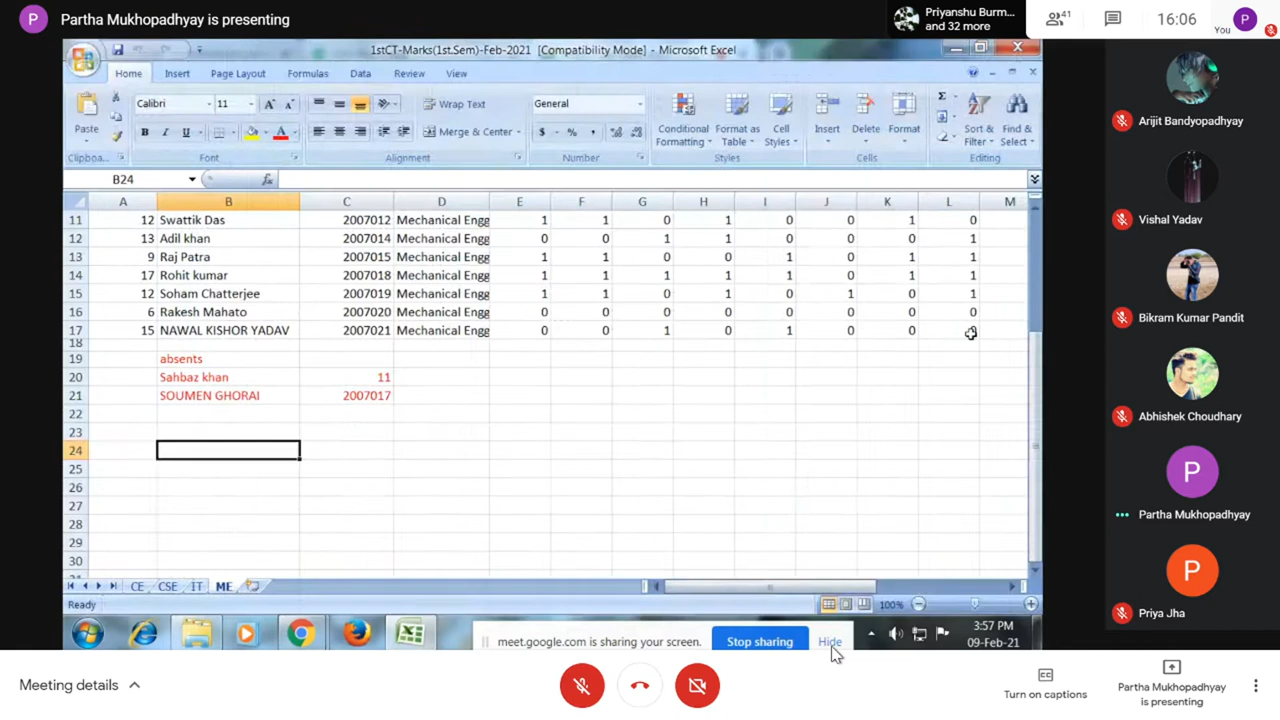 P Partha Mukhopadhyay is presenting
Priyanshu Burm...
and 32 more
41
16:06
You
P
1stCT-Marks(1st.Sem)-Feb-2021 [Compatibility Mode] - Microsoft Excel
Home Insert Page Layout Formulas Data Review View
Calibri 11 Wrap Text General
Paste B I U Merge & Center $ % , Conditional Formatting Format as Table Cell Styles Insert Delete Format Σ Sort & Filter Find & Select
Clipboa... Font Alignment Number Styles Cells Editing
B24 fx
A B C D E F G H I J K L M
11 12 Swattik Das 2007012 Mechanical Engg 1 1 0 1 0 0 1 0
12 13 Adil khan 2007014 Mechanical Engg 0 0 1 1 0 0 0 1
13 9 Raj Patra 2007015 Mechanical Engg 1 1 0 0 1 0 1 1
14 17 Rohit kumar 2007018 Mechanical Engg 1 1 1 1 1 0 1 1
15 12 Soham Chatterjee 2007019 Mechanical Engg 1 1 0 1 0 1 0 1
16 6 Rakesh Mahato 2007020 Mechanical Engg 0 0 0 0 0 0 0 0
17 15 NAWAL KISHOR YADAV 2007021 Mechanical Engg 0 0 1 0 1 0 0
18
19 absents
20 Sahbaz khan 11
21 SOUMEN GHORAI 2007017
22
23
24
25
26
27
28
29
30
CE CSE IT ME
Ready 100%
meet.google.com is sharing your screen. Stop sharing Hide
3:57 PM
09-Feb-21
Arijit Bandyopadhyay
Vishal Yadav
Bikram Kumar Pandit
Abhishek Choudhary
P
Partha Mukhopadhyay
P
Priya Jha
Meeting details
Turn on captions
Partha Mukhopadhyay
is presenting